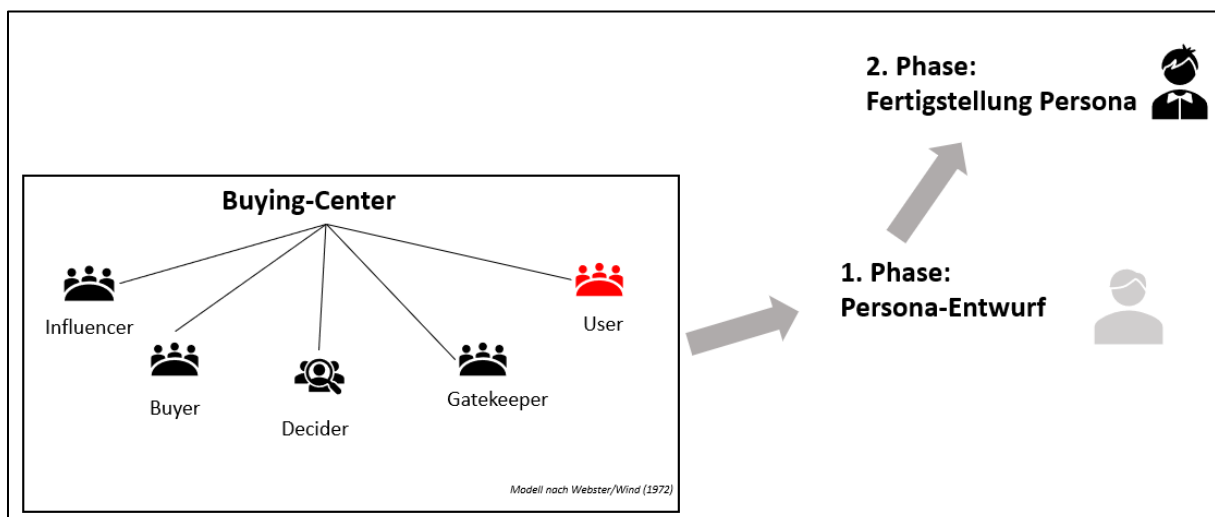 2. Phase:
Fertigstellung Persona
Buying-Center
1. Phase:
Persona-Entwurf
Influencer
User
Buyer
Gatekeeper
Decider
Modell nach Webster/Wind (1972)